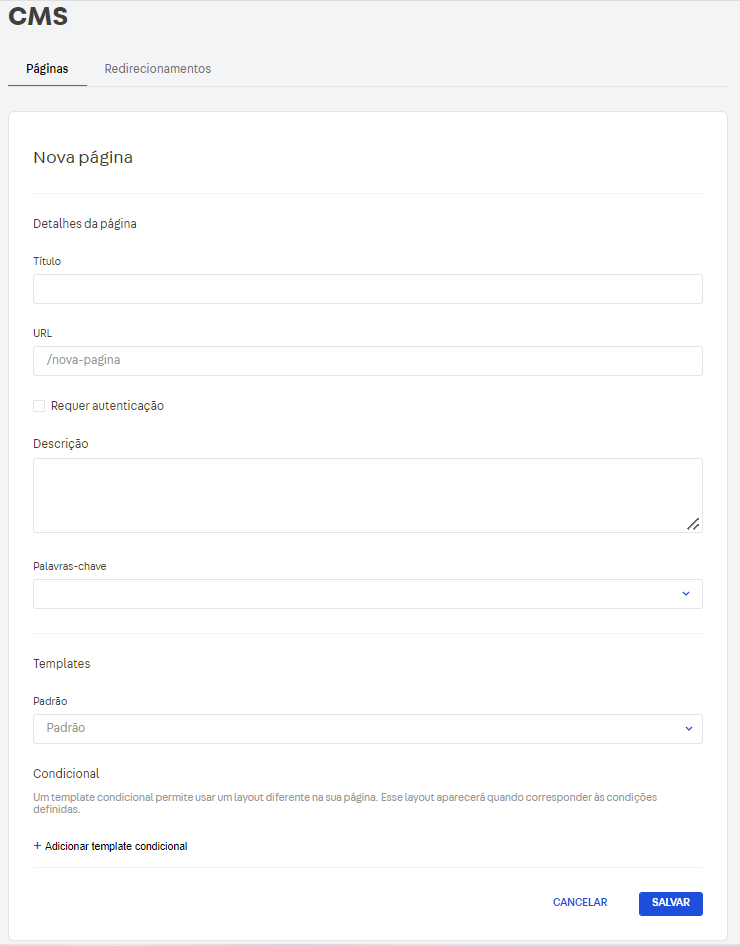 CMS
Páginas
Redirecionamentos
Nova página
Detalhes da página
Título
URL
/nova-pagina
Requer autenticação
Descrição
Palavras-chave
Templates
Padrão
Padrão
Condicional
Um template condicional permite usar um layout diferente na sua página. Esse layout aparecerá quando corresponder às condições
definidas.
+ Adicionar template condicional
CANCELAR
SALVAR